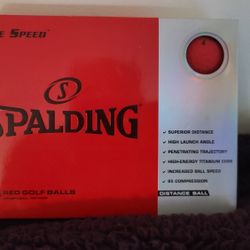 E SPEED
S
SPALDING
✓ SUPERIOR DISTANCE
✓ HIGH LAUNCH ANGLE
✓ PENETRATING TRAJECTORY
✓ HIGH-ENERGY TITANIUM CORE
✓ INCREASED BALL SPEED
✓ 85 COMPRESSION
RED GOLF BALLS
DISTANCE BALL